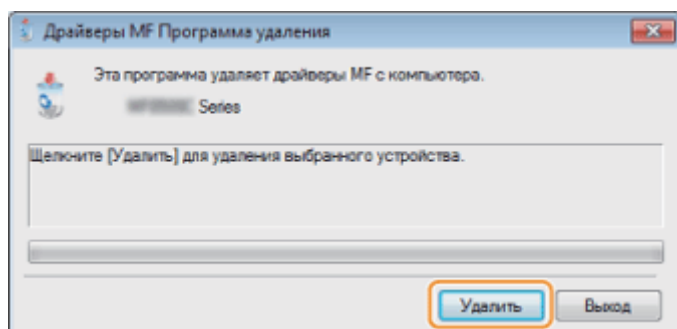 Драйверы MF Программа удаления
Эта программа удаляет драйверы MF с компьютера.
Series
Щелкните [Удалить] для удаления выбранного устройства.
Удалить
Выход